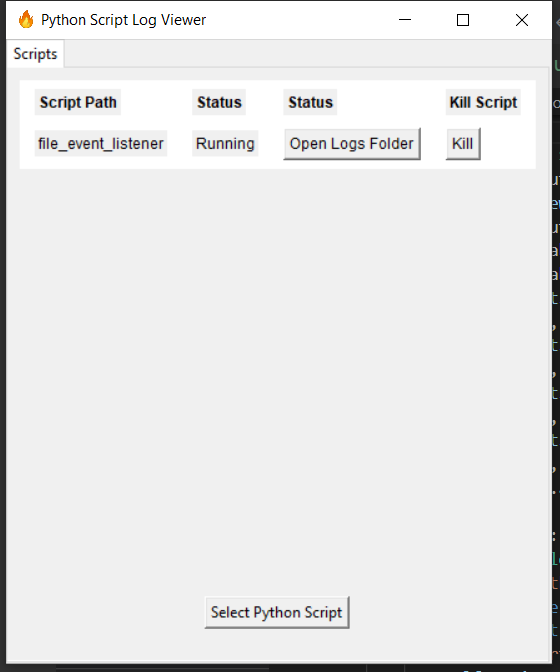 Python Script Log Viewer
Scripts
Script Path Status Status Kill Script
file_event_listener Running Open Logs Folder Kill
Select Python Script